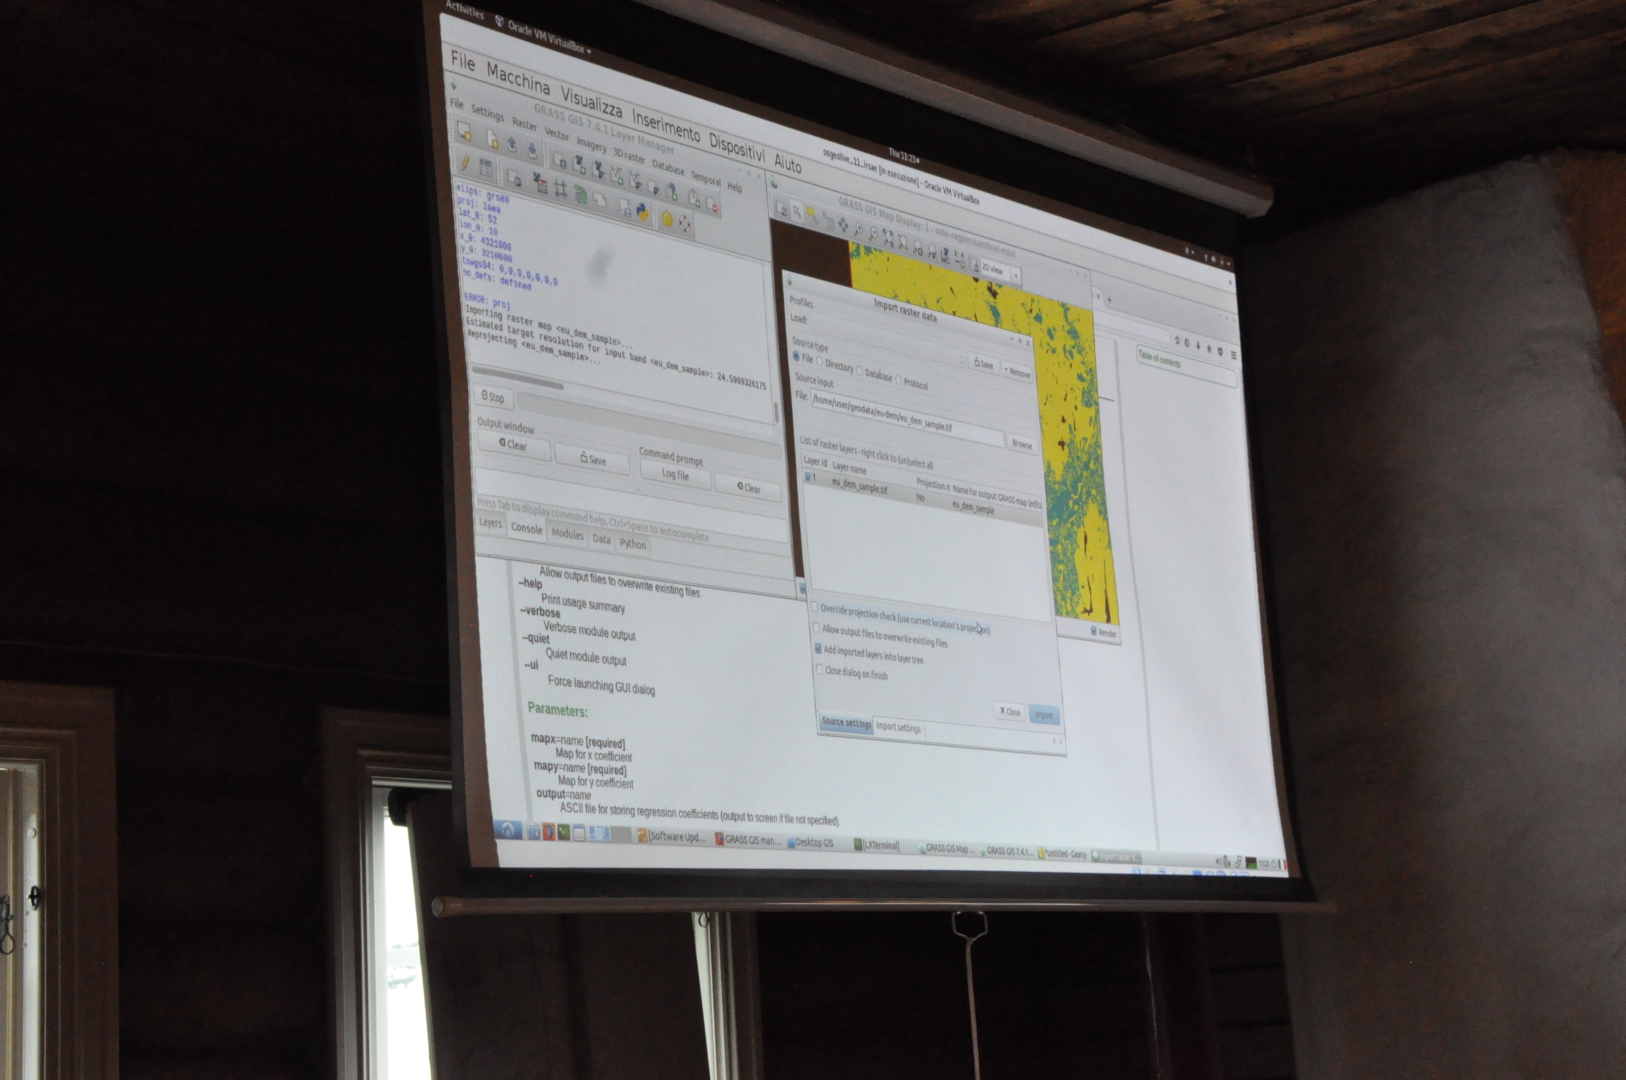 Activities Oracle VM VirtualBox
Thu 11:23
osgeolive_11_irsae [in esecuzione] - Oracle VM VirtualBox
File Macchina Visualizza Inserimento Dispositivi Aiuto
GRASS GIS 7.4.1 Layer Manager
File Settings Raster Vector Imagery 3D raster Database Temporal Help
proj: laea
lat_0: 52
lon_0: 10
x_0: 4321000
y_0: 3210000
towgs84: 0,0,0,0,0,0,0
no_defs: defined
ERROR: proj
Importing raster map <eu_dem_sample>...
Estimated target resolution for input band <eu_dem_sample>: 24.5998326175
Reprojecting <eu_dem_sample>...
Stop
Output window
Clear
Save
Command prompt
Log file
Clear
Press Tab to display command help, Ctrl+Space to autocomplete
Layers Console Modules Data Python
GRASS GIS Map Display: 1 - oslo-region/sentinel-ndvi
2D view
Import raster data
Profiles
Load:
Save
Remove
Source type
File Directory Database Protocol
Source input
File: /home/user/geodata/eu-dem/eu_dem_sample.tif
Browse
List of raster layers - right click to (un)select all
Layer id Layer name Projection m Name for output GRASS map (edita
1 eu_dem_sample.tif No eu_dem_sample
Override projection check (use current location's projection)
Allow output files to overwrite existing files
Add imported layers into layer tree
Close dialog on finish
Close Import
Source settings Import settings
Render
Table of contents
Allow output files to overwrite existing files
--help
Print usage summary
--verbose
Verbose module output
--quiet
Quiet module output
--ui
Force launching GUI dialog
Parameters:
mapx=name [required]
Map for x coefficient
mapy=name [required]
Map for y coefficient
output=name
ASCII file for storing regression coefficients (output to screen if file not specified).
[Software Upd... GRASS GIS man... Desktop GIS [LXTerminal] GRASS GIS Map ... GRASS GIS 7.4.1... *untitled - Geany